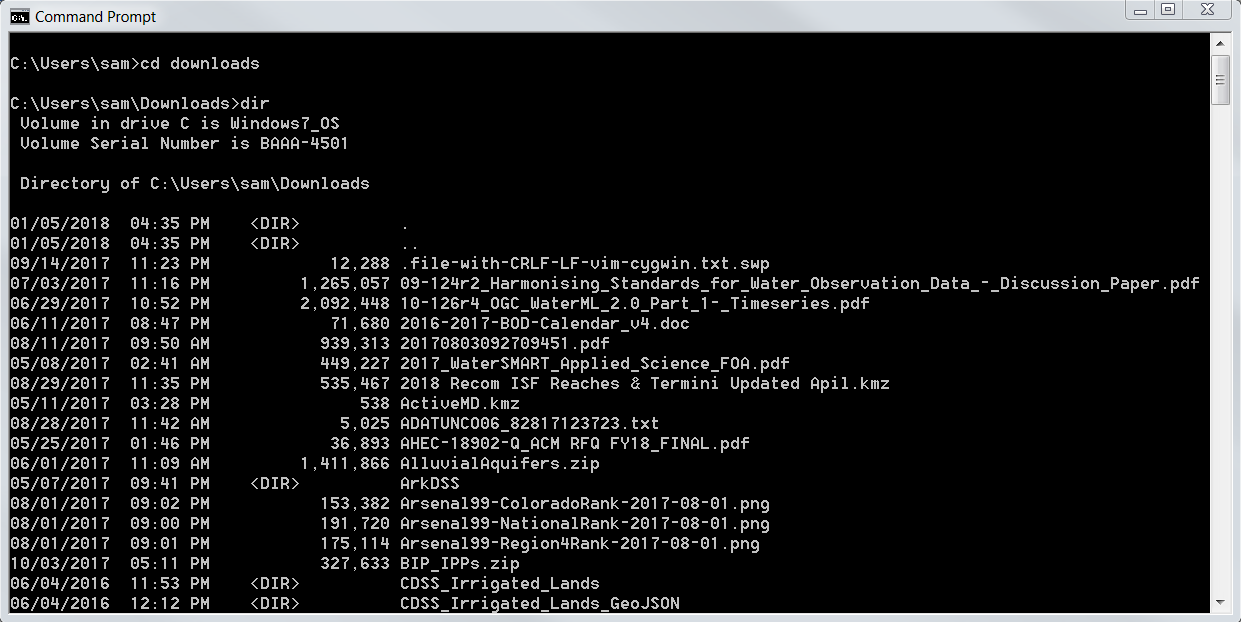 Command Prompt
C:\Users\sam>cd downloads
C:\Users\sam\Downloads>dir
 Volume in drive C is Windows7_OS
 Volume Serial Number is BAAA-4501
 Directory of C:\Users\sam\Downloads
01/05/2018  04:35 PM    <DIR>          .
01/05/2018  04:35 PM    <DIR>          ..
09/14/2017  11:23 PM            12,288 .file-with-CRLF-LF-vim-cygwin.txt.swp
07/03/2017  11:16 PM         1,265,057 09-124r2_Harmonising_Standards_for_Water_Observation_Data_-_Discussion_Paper.pdf
06/29/2017  10:52 PM         2,092,448 10-126r4_OGC_WaterML_2.0_Part_1-_Timeseries.pdf
06/11/2017  08:47 PM            71,680 2016-2017-BOD-Calendar_v4.doc
08/11/2017  09:50 AM           939,313 20170803092709451.pdf
05/08/2017  02:41 AM           449,227 2017_WaterSMART_Applied_Science_FOA.pdf
08/29/2017  11:35 PM           535,467 2018 Recom ISF Reaches & Termini Updated Apil.kmz
05/11/2017  03:28 PM               538 ActiveMD.kmz
08/28/2017  11:42 AM             5,025 ADATUNCO06_82817123723.txt
05/25/2017  01:46 PM            36,893 AHEC-18902-Q_ACM RFQ FY18_FINAL.pdf
06/01/2017  11:09 AM         1,411,866 AlluvialAquifers.zip
05/07/2017  09:41 PM    <DIR>          ArkDSS
08/01/2017  09:02 PM           153,382 Arsenal99-ColoradoRank-2017-08-01.png
08/01/2017  09:00 PM           191,720 Arsenal99-NationalRank-2017-08-01.png
08/01/2017  09:01 PM           175,114 Arsenal99-Region4Rank-2017-08-01.png
10/03/2017  05:11 PM           327,633 BIP_IPPs.zip
06/04/2016  11:53 PM    <DIR>          CDSS_Irrigated_Lands
06/04/2016  12:12 PM    <DIR>          CDSS_Irrigated_Lands_GeoJSON